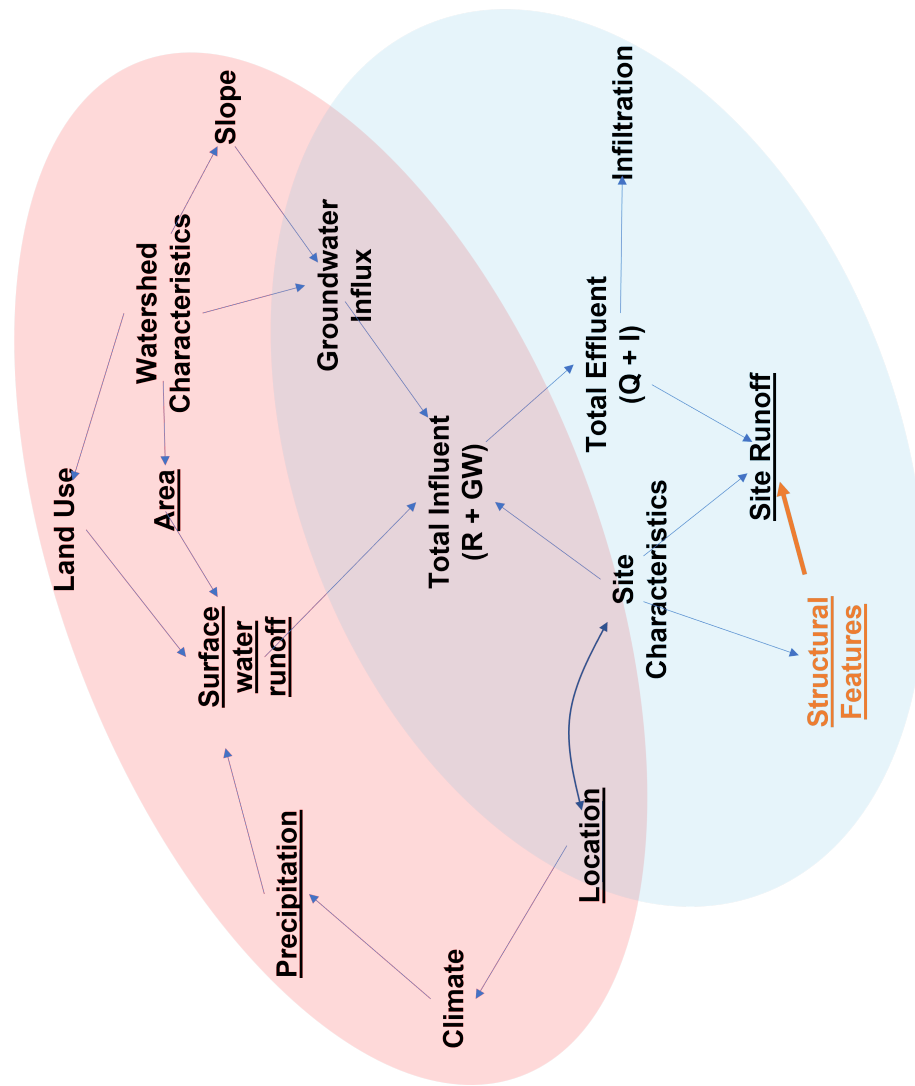 Land Use
Watershed
Characteristics
Slope
Area
Surface
water
runoff
Groundwater
Influx
Precipitation
Climate
Total Influent
(R + GW)
Location
Site
Characteristics
Total Effluent
(Q + I)
Infiltration
Site Runoff
Structural
Features